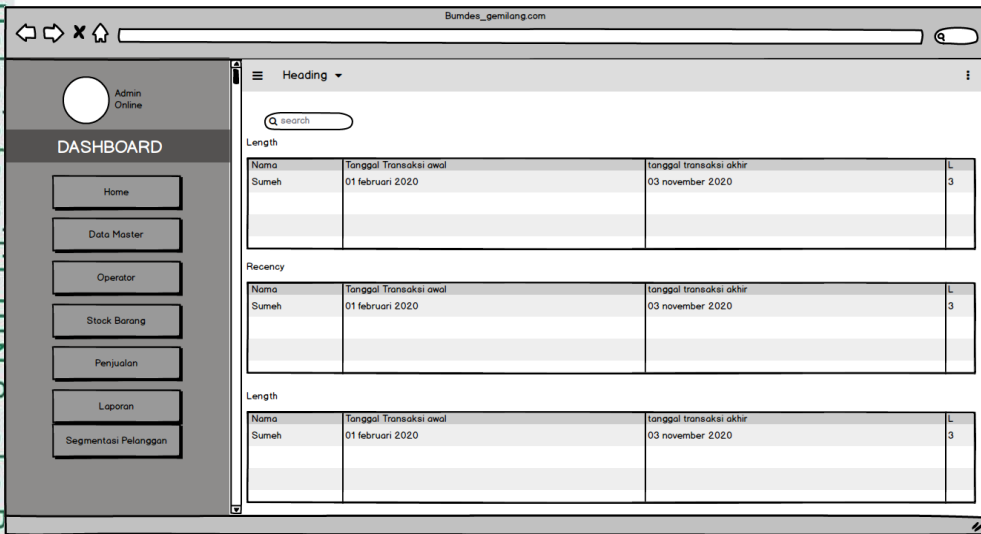 Bumdes_gemilang.com
Admin
Online
DASHBOARD
Home
Data Master
Operator
Stock Barang
Penjualan
Laporan
Segmentasi Pelanggan
Heading
search
Length
Nama Tanggal Transaksi awal tanggal transaksi akhir L
Sumeh 01 februari 2020 03 november 2020 3
Recency
Nama Tanggal Transaksi awal tanggal transaksi akhir L
Sumeh 01 februari 2020 03 november 2020 3
Length
Nama Tanggal Transaksi awal tanggal transaksi akhir L
Sumeh 01 februari 2020 03 november 2020 3